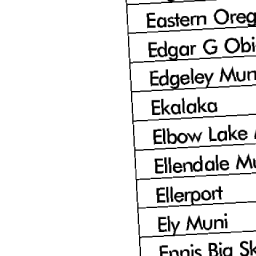 Eastern Oreg
Edgar G Obi
Edgeley Mun
Ekalaka
Elbow Lake M
Ellendale Mu
Ellerport
Ely Muni
Ennis Big Sk